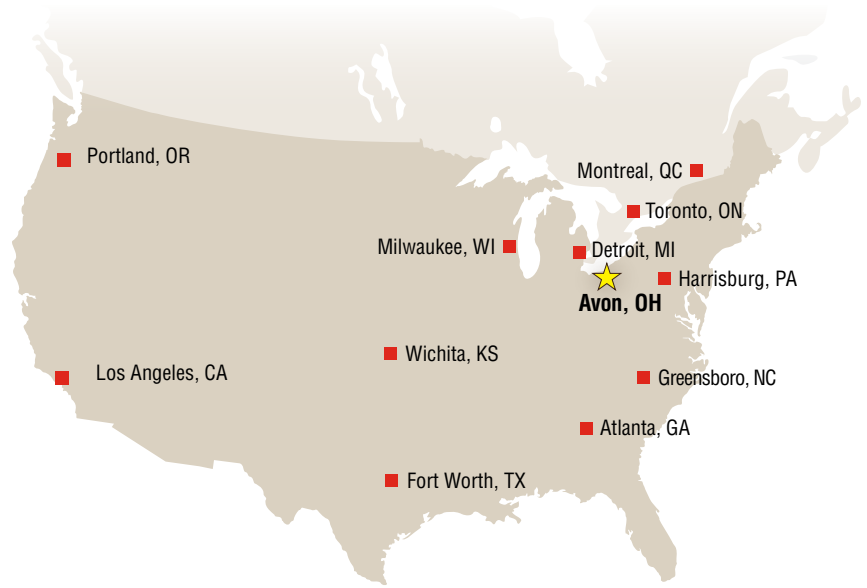 Portland, OR
Montreal, QC
Toronto, ON
Milwaukee, WI
Detroit, MI
Harrisburg, PA
Avon, OH
Wichita, KS
Los Angeles, CA
Greensboro, NC
Atlanta, GA
Fort Worth, TX